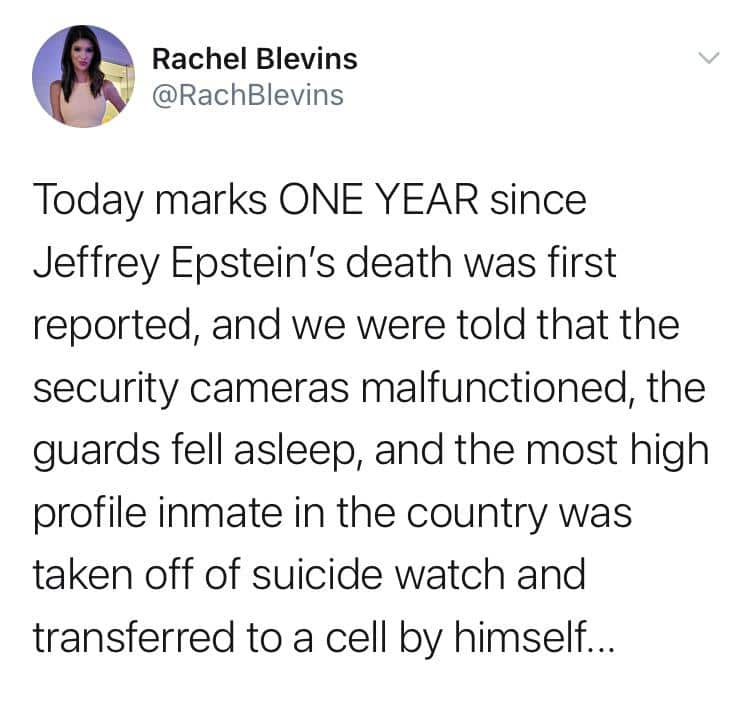 Rachel Blevins
@RachBlevins
Today marks ONE YEAR since
Jeffrey Epstein's death was first
reported, and we were told that the
security cameras malfunctioned, the
guards fell asleep, and the most high
profile inmate in the country was
taken off of suicide watch and
transferred to a cell by himself...